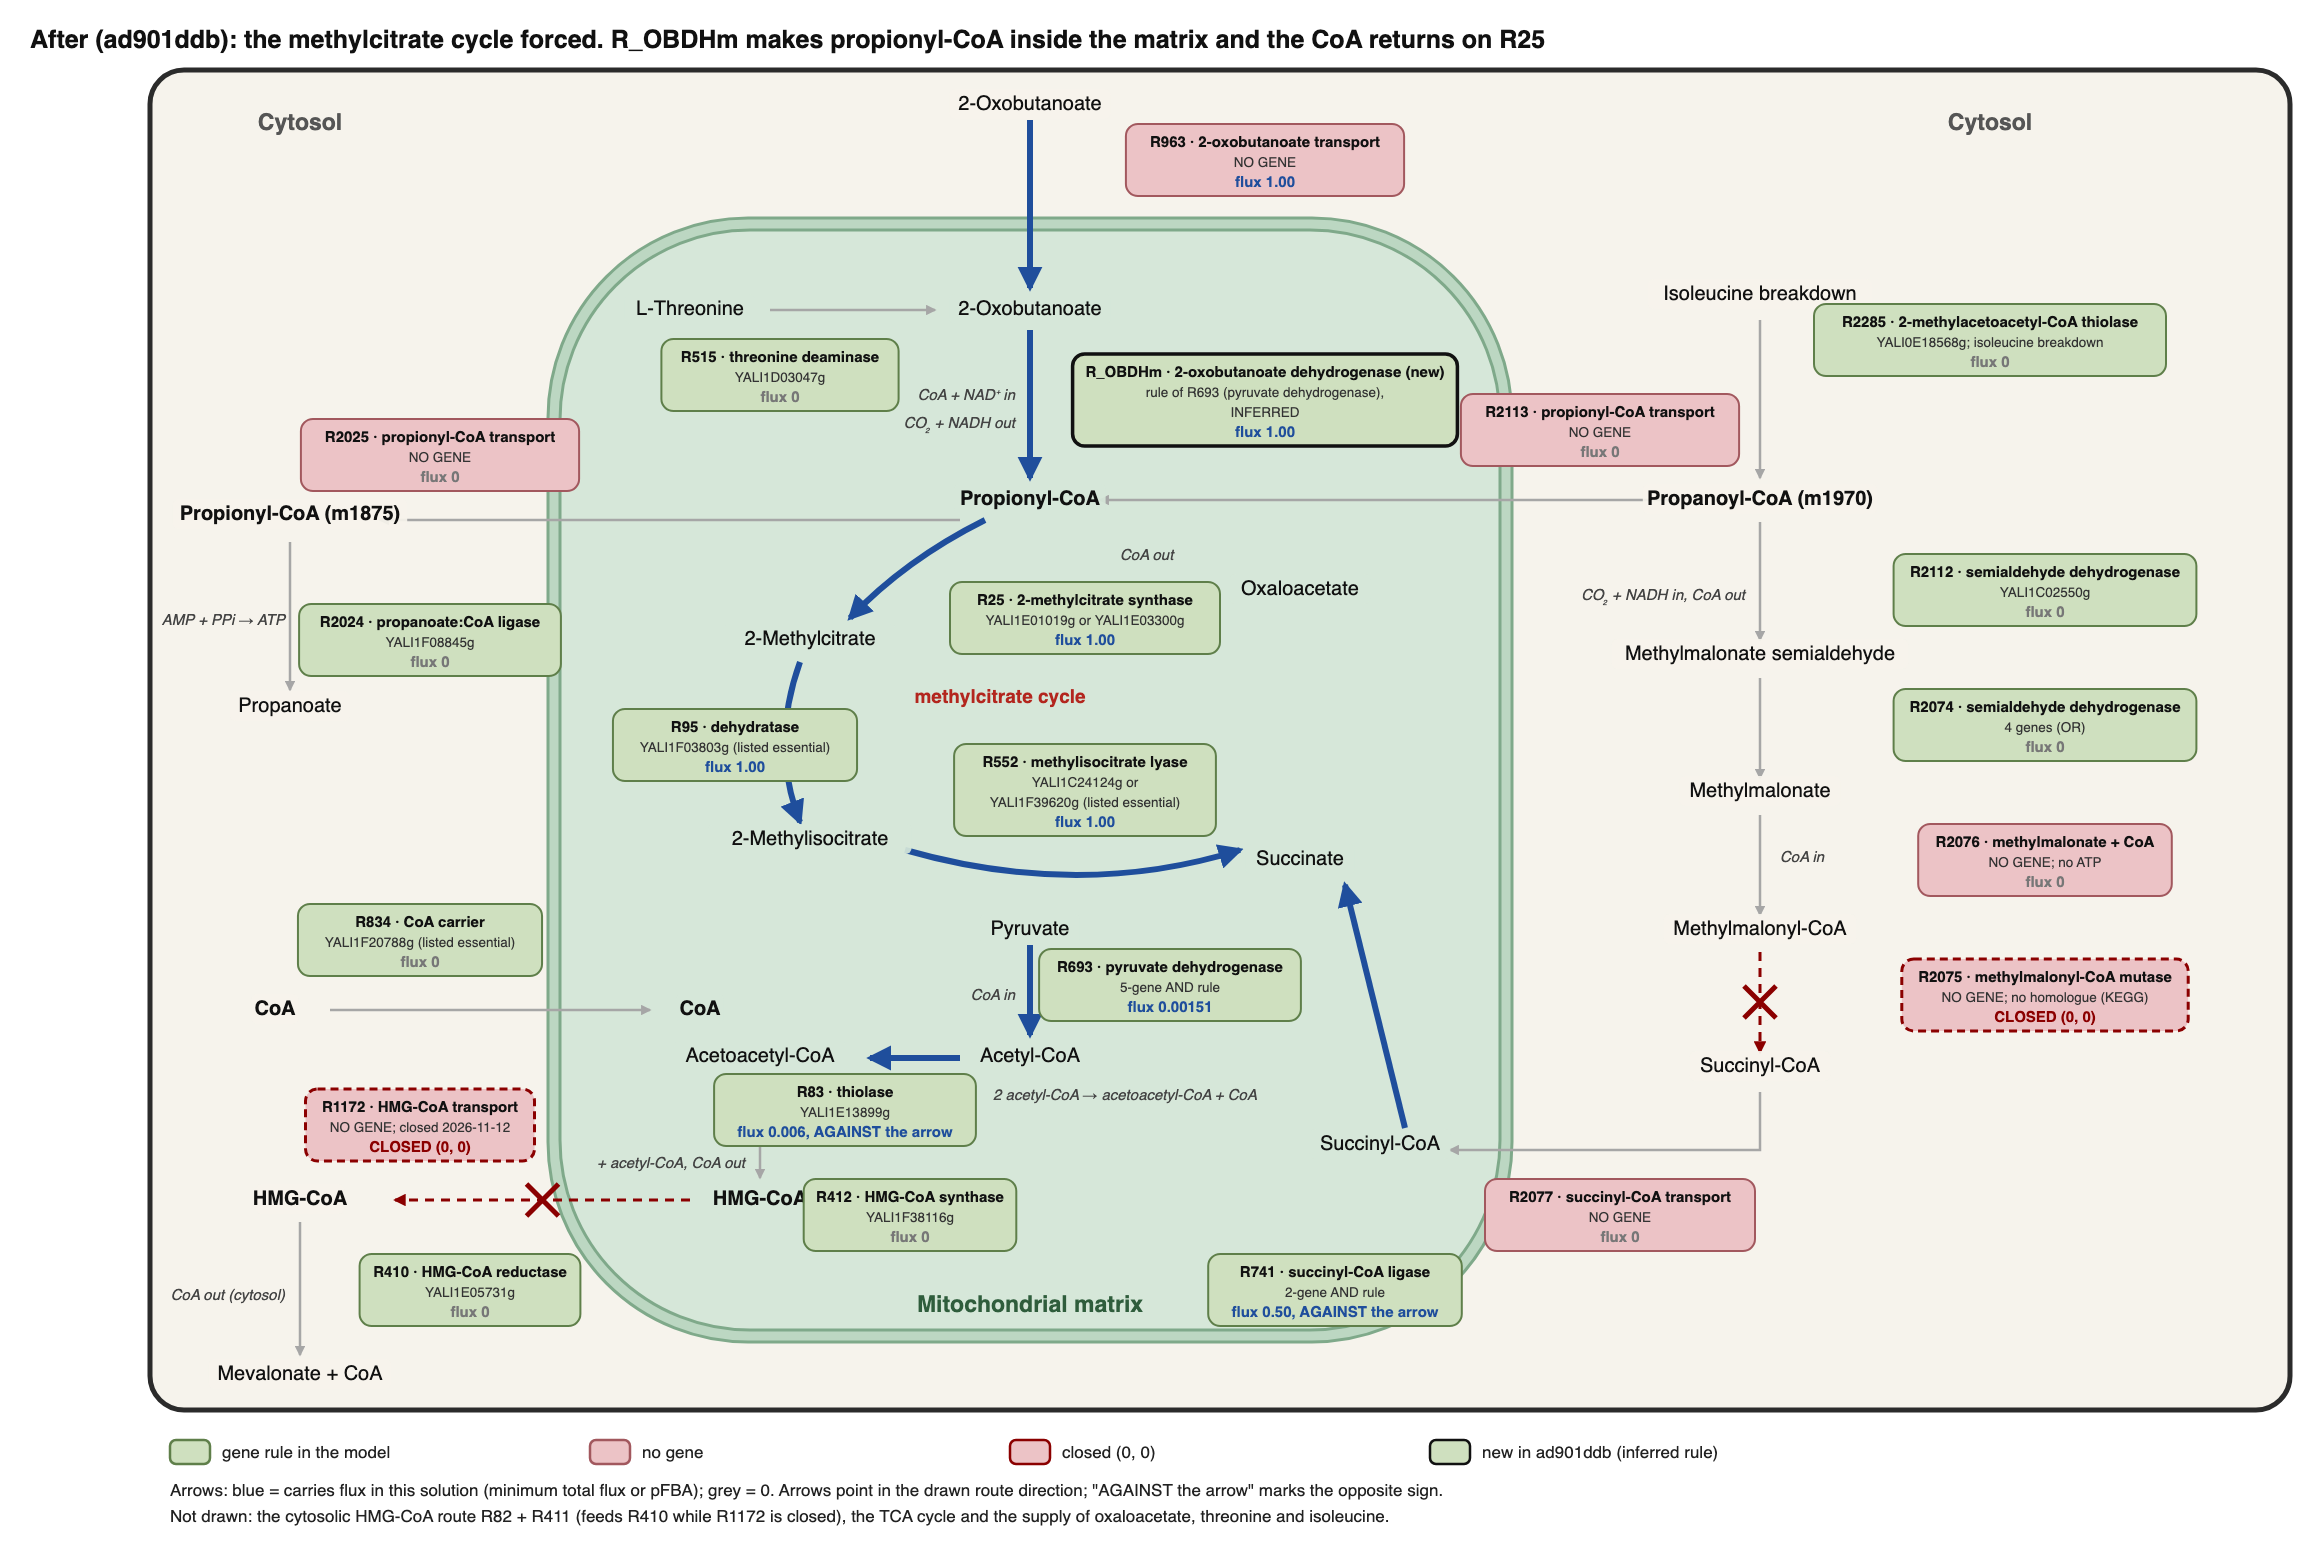 After (ad901ddb): the methylcitrate cycle forced. R_OBDHm makes propionyl-CoA inside the matrix and the CoA returns on R25
Cytosol
2-Oxobutanoate
Cytosol
R963 · 2-oxobutanoate transport
NO GENE
flux 1.00
L-Threonine
2-Oxobutanoate
Isoleucine breakdown
R2285 · 2-methylacetoacetyl-CoA thiolase
YALI0E18568g; isoleucine breakdown
flux 0
R515 · threonine deaminase
YALI1D03047g
flux 0
CoA + NAD⁺ in
CO₂ + NADH out
R_OBDHm · 2-oxobutanoate dehydrogenase (new)
rule of R693 (pyruvate dehydrogenase),
INFERRED
flux 1.00
R2025 · propionyl-CoA transport
NO GENE
flux 0
R2113 · propionyl-CoA transport
NO GENE
flux 0
Propionyl-CoA (m1875)
Propionyl-CoA
Propanoyl-CoA (m1970)
CoA out
Oxaloacetate
AMP + PPi → ATP
R2024 · propanoate:CoA ligase
YALI1F08845g
flux 0
R25 · 2-methylcitrate synthase
YALI1E01019g or YALI1E03300g
flux 1.00
CO₂ + NADH in, CoA out
R2112 · semialdehyde dehydrogenase
YALI1C02550g
flux 0
2-Methylcitrate
Methylmalonate semialdehyde
Propanoate
methylcitrate cycle
R95 · dehydratase
YALI1F03803g (listed essential)
flux 1.00
R2074 · semialdehyde dehydrogenase
4 genes (OR)
flux 0
R552 · methylisocitrate lyase
YALI1C24124g or
YALI1F39620g (listed essential)
flux 1.00
Methylmalonate
2-Methylisocitrate
Succinate
CoA in
R2076 · methylmalonate + CoA
NO GENE; no ATP
flux 0
R834 · CoA carrier
YALI1F20788g (listed essential)
flux 0
Pyruvate
Methylmalonyl-CoA
CoA in
R693 · pyruvate dehydrogenase
5-gene AND rule
flux 0.00151
R2075 · methylmalonyl-CoA mutase
NO GENE; no homologue (KEGG)
CLOSED (0, 0)
CoA
CoA
Acetoacetyl-CoA
Acetyl-CoA
Succinyl-CoA
R83 · thiolase
YALI1E13899g
flux 0.006, AGAINST the arrow
2 acetyl-CoA → acetoacetyl-CoA + CoA
R1172 · HMG-CoA transport
NO GENE; closed 2026-11-12
CLOSED (0, 0)
+ acetyl-CoA, CoA out
Succinyl-CoA
HMG-CoA
HMG-CoA
R412 · HMG-CoA synthase
YALI1F38116g
flux 0
R2077 · succinyl-CoA transport
NO GENE
flux 0
CoA out (cytosol)
R410 · HMG-CoA reductase
YALI1E05731g
flux 0
Mitochondrial matrix
R741 · succinyl-CoA ligase
2-gene AND rule
flux 0.50, AGAINST the arrow
Mevalonate + CoA
gene rule in the model
no gene
closed (0, 0)
new in ad901ddb (inferred rule)
Arrows: blue = carries flux in this solution (minimum total flux or pFBA); grey = 0. Arrows point in the drawn route direction; "AGAINST the arrow" marks the opposite sign.
Not drawn: the cytosolic HMG-CoA route R82 + R411 (feeds R410 while R1172 is closed), the TCA cycle and the supply of oxaloacetate, threonine and isoleucine.